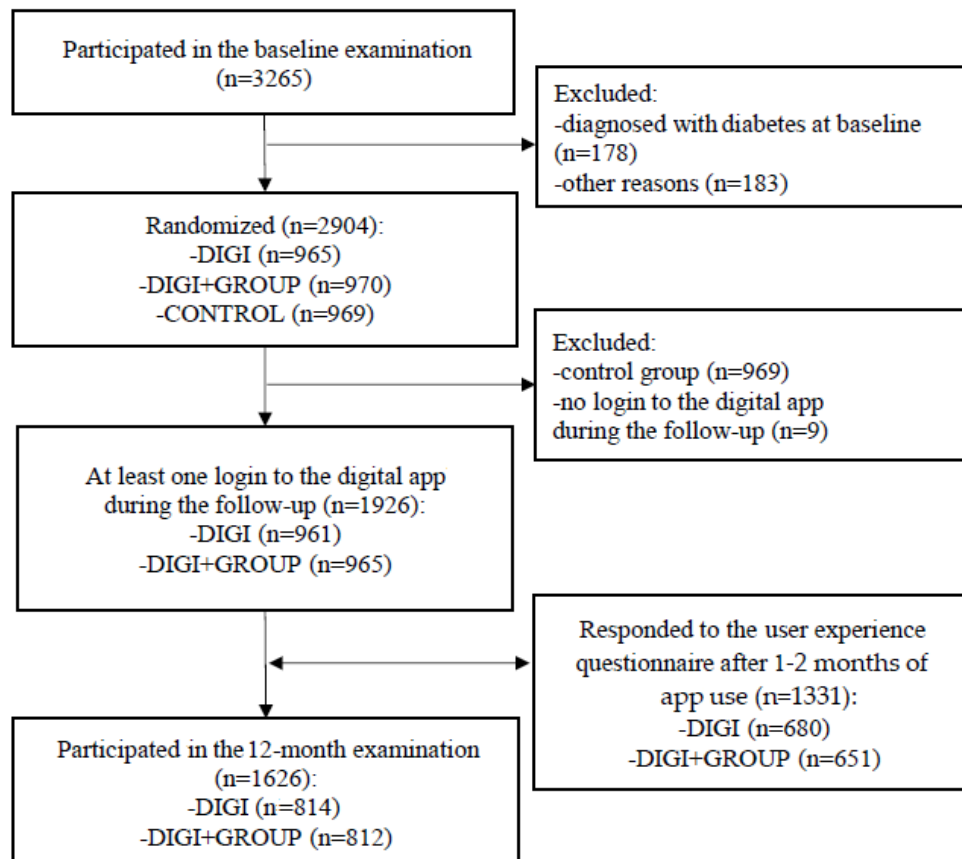 Participated in the baseline examination
(n=3265)
Excluded:
-diagnosed with diabetes at baseline
(n=178)
-other reasons (n=183)
Randomized (n=2904):
-DIGI (n=965)
-DIGI+GROUP (n=970)
-CONTROL (n=969)
Excluded:
-control group (n=969)
-no login to the digital app
during the follow-up (n=9)
At least one login to the digital app
during the follow-up (n=1926):
-DIGI (n=961)
-DIGI+GROUP (n=965)
Responded to the user experience
questionnaire after 1-2 months of
app use (n=1331):
-DIGI (n=680)
-DIGI+GROUP (n=651)
Participated in the 12-month examination
(n=1626):
-DIGI (n=814)
-DIGI+GROUP (n=812)